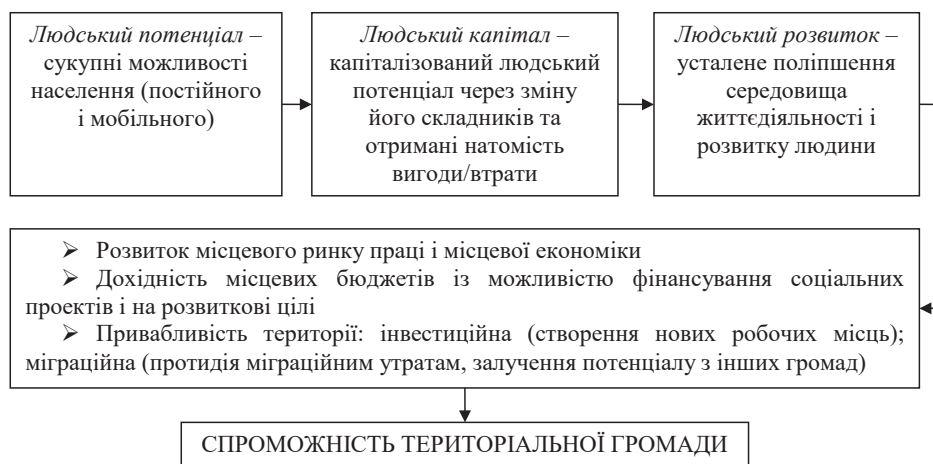 Людський потенціал –
сукупні можливості
населення (постійного
і мобільного)
Людський капітал –
капіталізований людський
потенціал через зміну
його складників та
отримані натомість
вигоди/втрати
Людський розвиток –
усталене поліпшення
середовища
життєдіяльності і
розвитку людини
➢ Розвиток місцевого ринку праці і місцевої економіки
➢ Дохідність місцевих бюджетів із можливістю фінансування соціальних
проектів і на розвиткові цілі
➢ Привабливість території: інвестиційна (створення нових робочих місць);
міграційна (протидія міграційним утратам, залучення потенціалу з інших громад)
СПРОМОЖНІСТЬ ТЕРИТОРІАЛЬНОЇ ГРОМАДИ